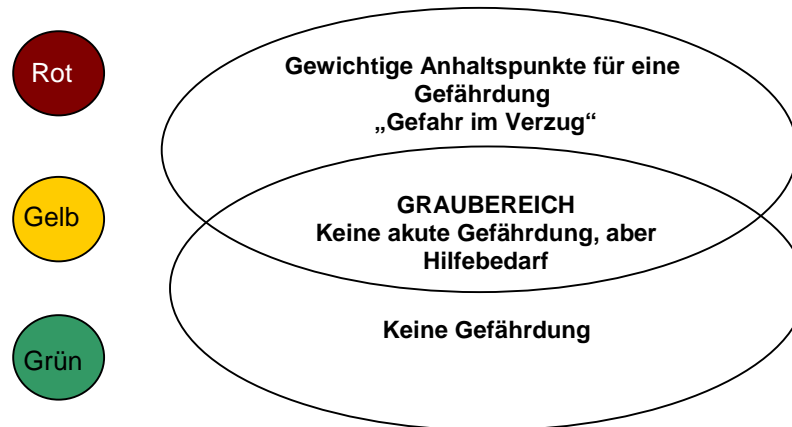 Rot
Gewichtige Anhaltspunkte für eine
Gefährdung
„Gefahr im Verzug“
Gelb
GRAUBEREICH
Keine akute Gefährdung, aber
Hilfebedarf
Grün
Keine Gefährdung